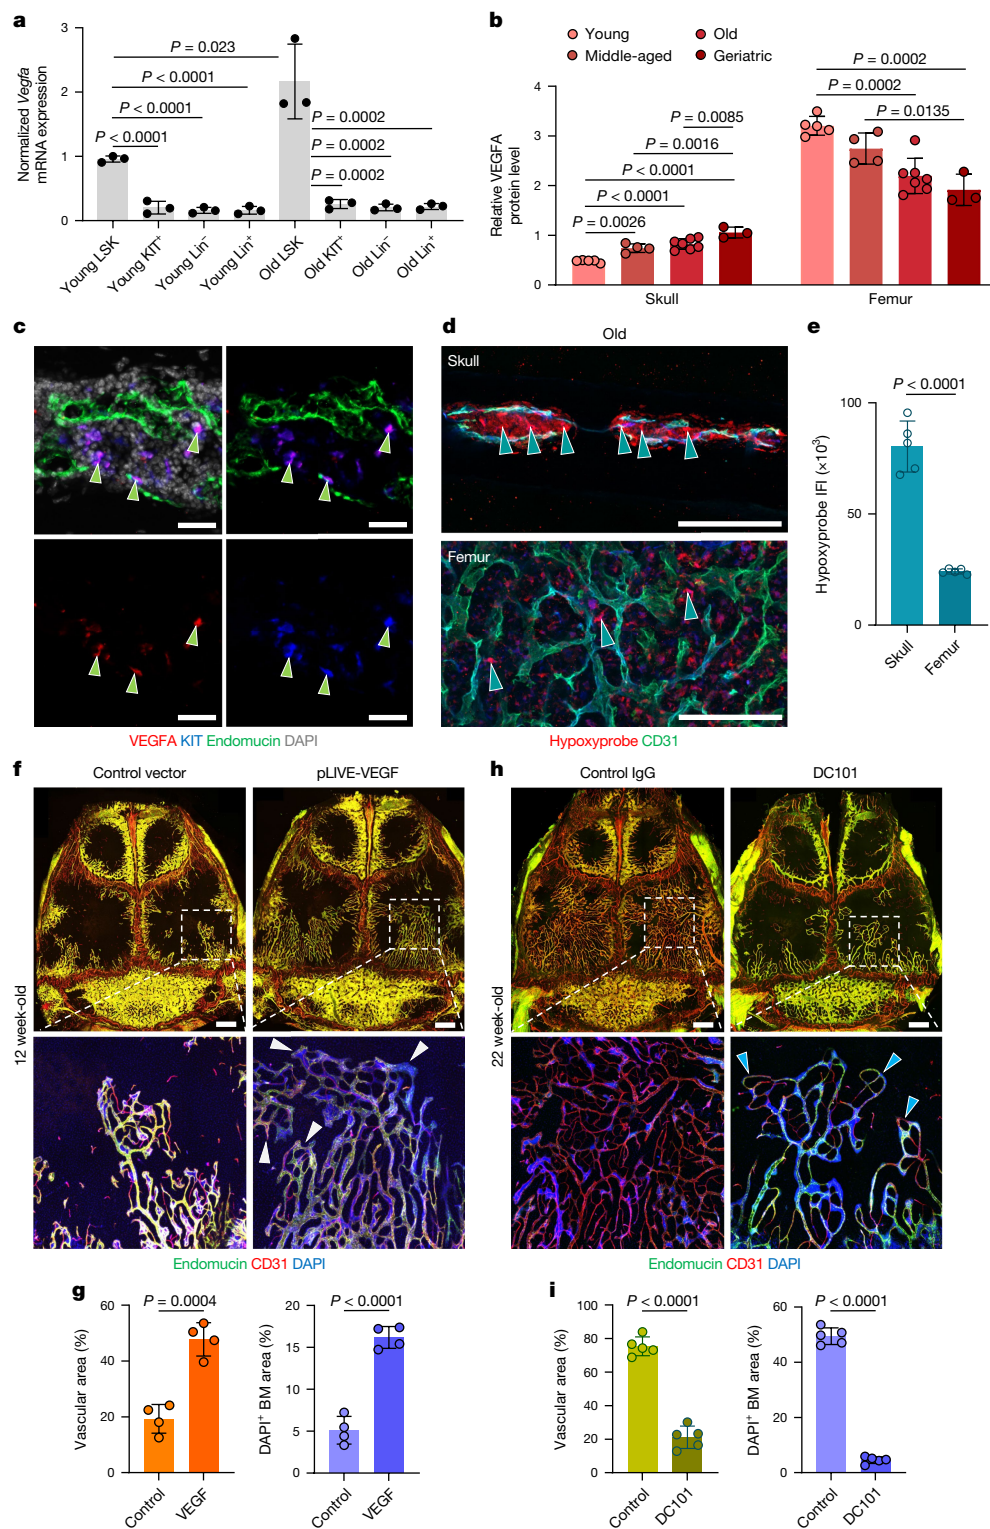 a
Normalized Vegfa
mRNA expression
3
2
1
0
P = 0.023
P < 0.0001
P < 0.0001
P < 0.0001
P = 0.0002
P = 0.0002
P = 0.0002
Young LSK
Young KIT⁺
Young Lin⁻
Young Lin⁺
Old LSK
Old KIT⁺
Old Lin⁻
Old Lin⁺
b
Young
Old
Middle-aged
Geriatric
Relative VEGFA
protein level
4
3
2
1
0
P = 0.0085
P = 0.0016
P < 0.0001
P < 0.0001
P = 0.0026
P = 0.0002
P = 0.0002
P = 0.0135
Skull
Femur
c
VEGFA KIT Endomucin DAPI
d
Old
Skull
Femur
Hypoxyprobe CD31
e
P < 0.0001
Hypoxyprobe IFI (×10³)
100
50
0
Skull
Femur
f
Control vector
pLIVE-VEGF
12 week-old
Endomucin CD31 DAPI
h
Control IgG
DC101
22 week-old
Endomucin CD31 DAPI
g
P = 0.0004
Vascular area (%)
60
40
20
0
Control
VEGF
P < 0.0001
DAPI⁺ BM area (%)
20
15
10
5
0
Control
VEGF
i
P < 0.0001
Vascular area (%)
100
80
60
40
20
0
Control
DC101
P < 0.0001
DAPI⁺ BM area (%)
60
40
20
0
Control
DC101